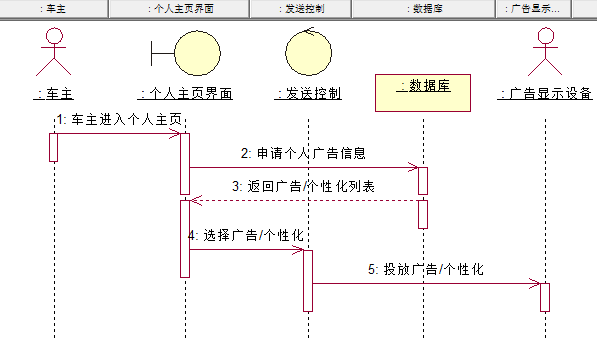 : 车主
: 个人主页界面
: 发送控制
: 数据库
: 广告显示...
: 车主
: 个人主页界面
: 发送控制
: 数据库
: 广告显示设备
1: 车主进入个人主页
2: 申请个人广告信息
3: 返回广告/个性化列表
4: 选择广告/个性化
5: 投放广告/个性化